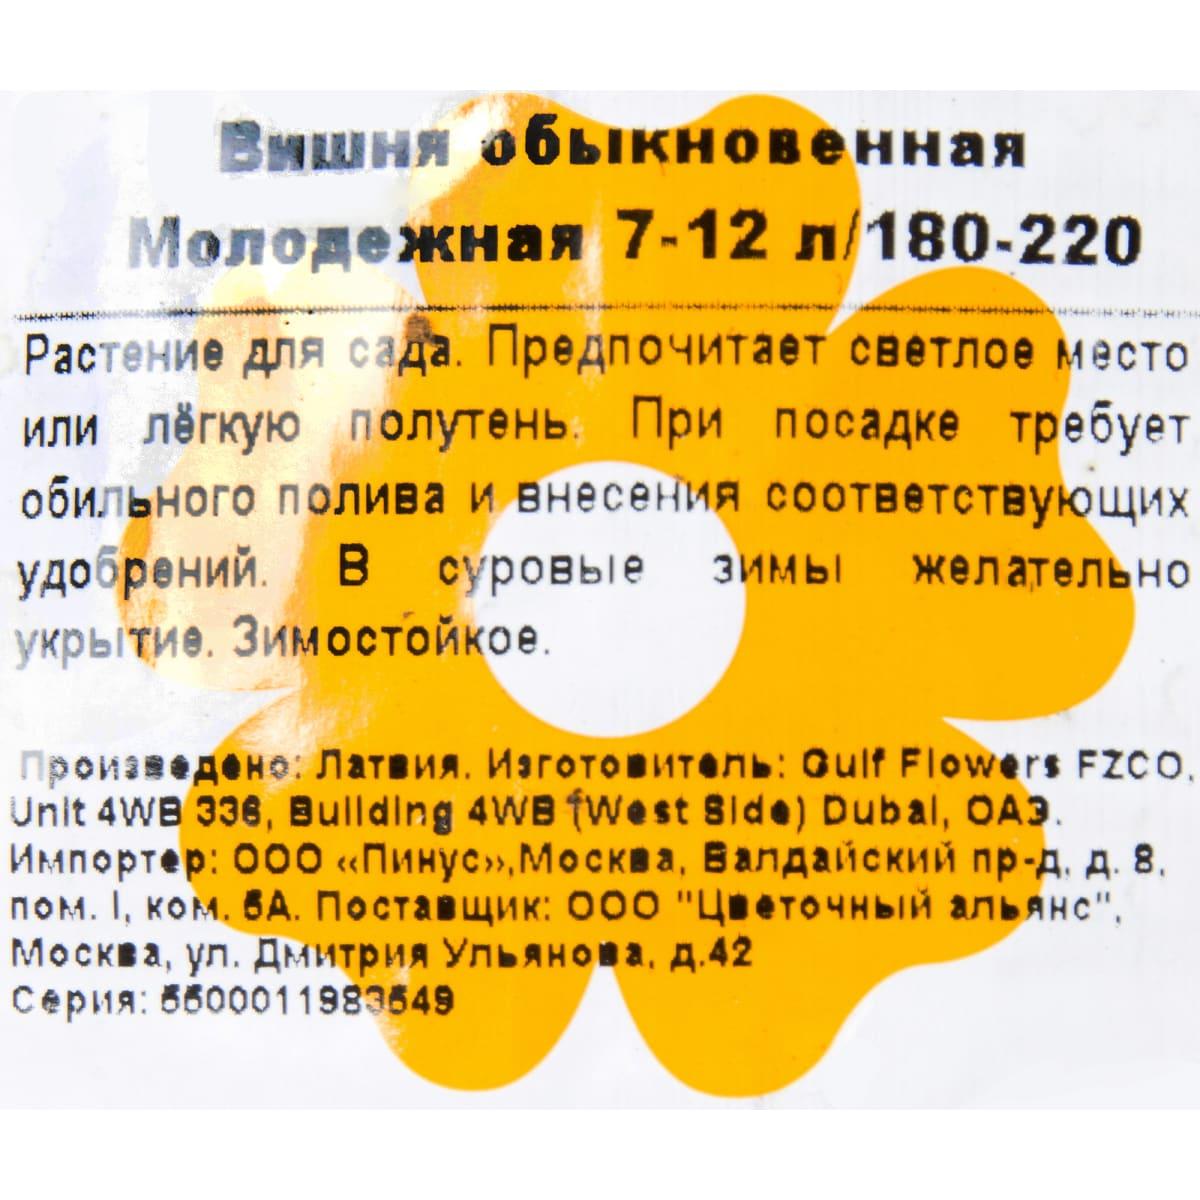 Вишня обыкновенная
Молодежная 7-12 л/180-220
Растение для сада. Предпочитает светлое место
или лёгкую полутень. При посадке требует
обильного полива и внесения соответствующих
удобрений. В суровые зимы желательно
укрытие. Зимостойкое.
Произведено: Латвия. Изготовитель: Gulf Flowers FZCO,
Unit 4WB 336, Building 4WB (West Side) Dubai, ОАЭ.
Импортер: ООО «Пинус»,Москва, Валдайский пр-д, д. 8,
пом. I, ком. 6А. Поставщик: ООО "Цветочный альянс",
Москва, ул. Дмитрия Ульянова, д.42
Серия: